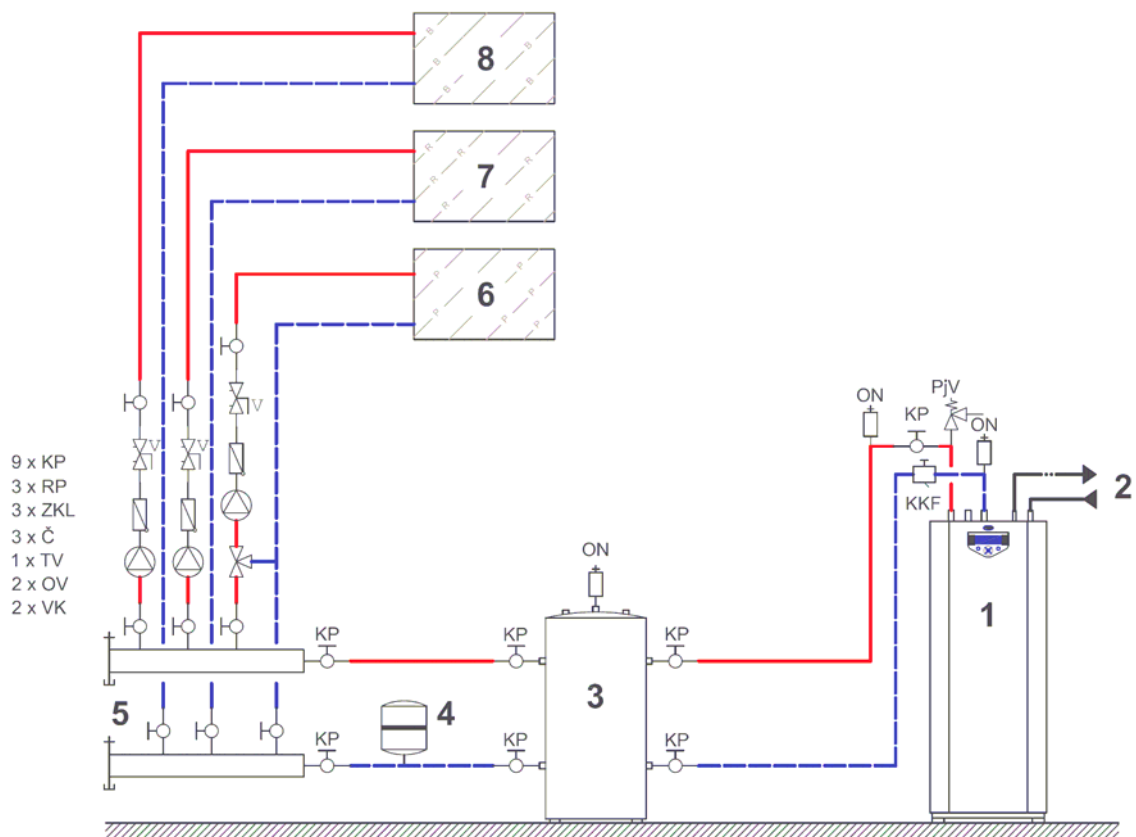 8
B B B B B
7
R R R R R
6
P P P P P
V
V V
9 x KP
3 x RP
3 x ZKL
3 x Č
1 x TV
2 x OV
2 x VK
PjV
ON
KP
ON
KKF
2
ON
1
KP
KP
KP
3
5
4
KP
KP
KP